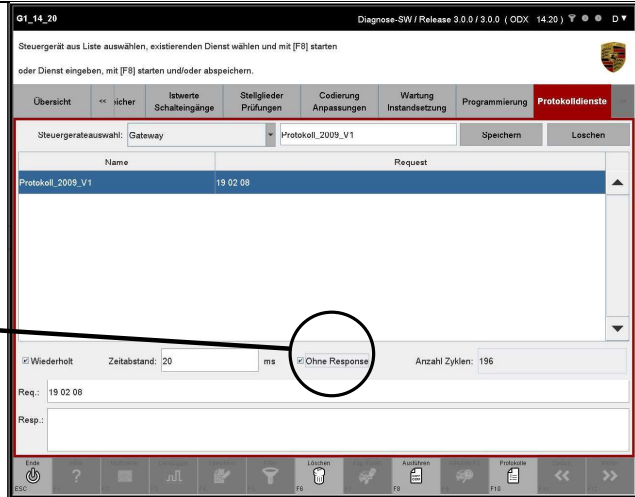 G1_14_20 Diagnose-SW / Release 3.0.0 / 3.0.0 ( ODX 14.20 ) D
Steuergerät aus Liste auswählen, existierenden Dienst wählen und mit [F8] starten
oder Dienst eingeben, mit [F8] starten und/oder abspeichern.
Übersicht << eicher Istwerte Schalteingänge Stellglieder Prüfungen Codierung Anpassungen Wartung Instandsetzung Programmierung Protokolldienste
Steuergerateauswahl: Gateway Protokoll_2009_V1 Speichern Loschen
Name Request
Protokoll_2009_V1 19 02 08
Wiederholt Zeitabstand: 20 ms Ohne Response Anzahl Zyklen: 196
Req.: 19 02 08
Resp.:
Ende Löschen Ausführen Protokolle
ESC F6 F8 F10